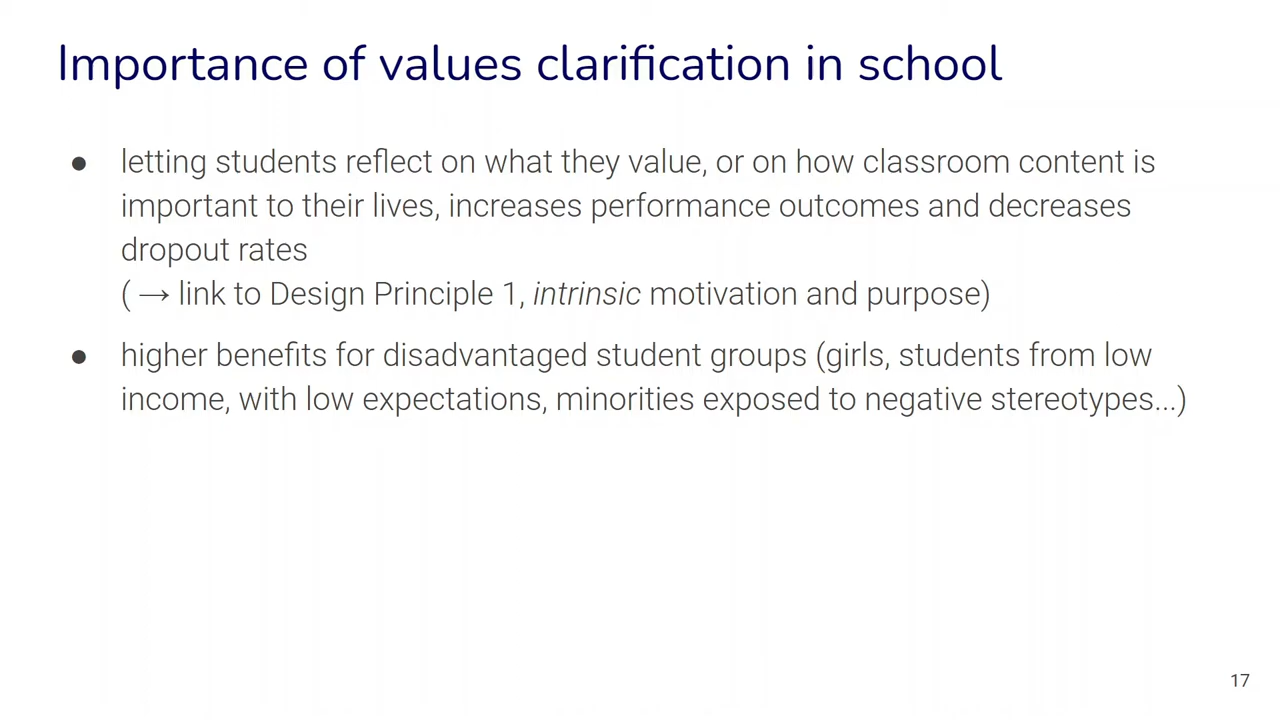 Importance of values clarification in school
● letting students reflect on what they value, or on how classroom content is
important to their lives, increases performance outcomes and decreases
dropout rates
( → link to Design Principle 1, intrinsic motivation and purpose)
● higher benefits for disadvantaged student groups (girls, students from low
income, with low expectations, minorities exposed to negative stereotypes...)
17